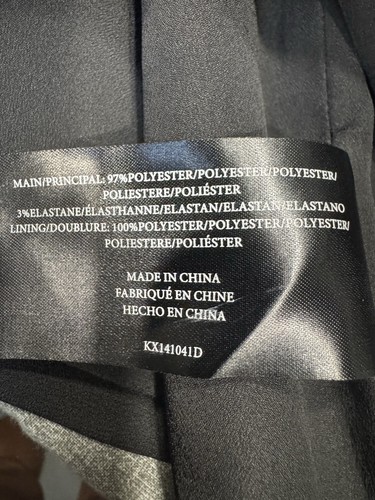 MAIN/PRINCIPAL: 97%POLYESTER/POLYESTER/POLYESTER/
POLIESTERE/POLIÉSTER
3%ELASTANE/ÉLASTHANNE/ELASTAN/ELASTAN/ELASTANO
LINING/DOUBLURE: 100%POLYESTER/POLYESTER/POLYESTER/
POLIESTERE/POLIÉSTER
MADE IN CHINA
FABRIQUÉ EN CHINE
HECHO EN CHINA
KX141041D